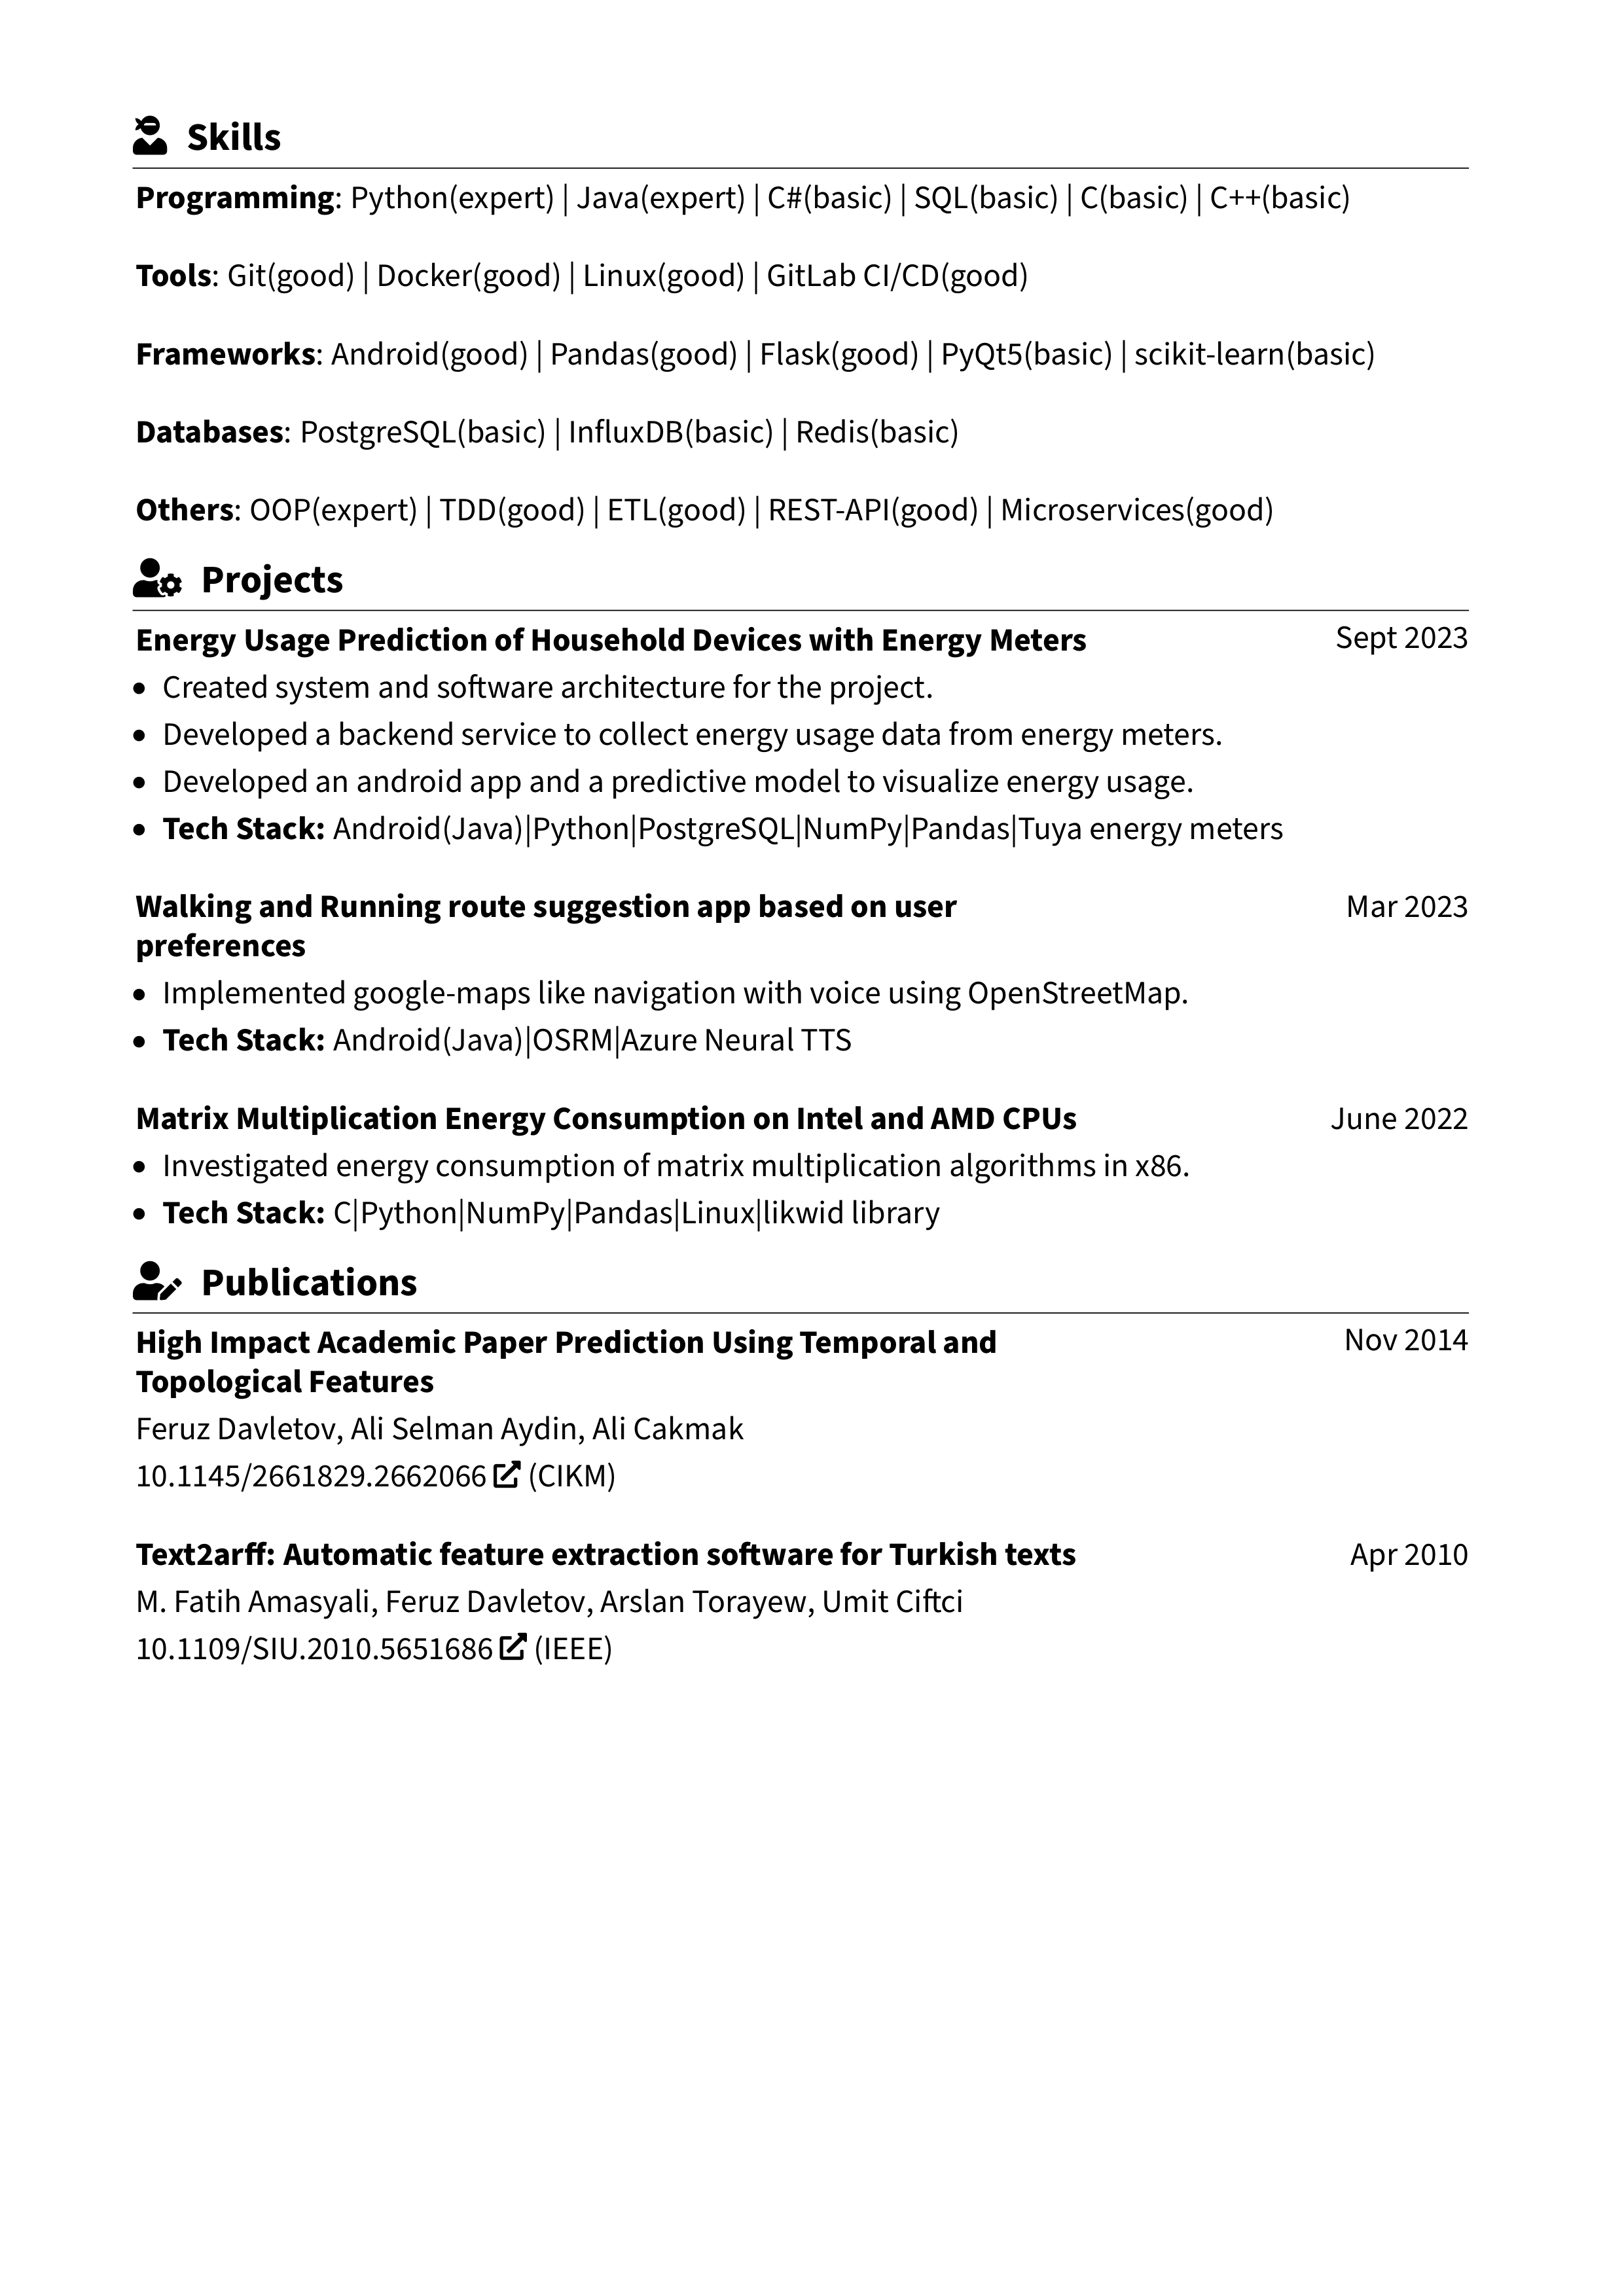 Skills
Programming: Python(expert) | Java(expert) | C#(basic) | SQL(basic) | C(basic) | C++(basic)
Tools: Git(good) | Docker(good) | Linux(good) | GitLab CI/CD(good)
Frameworks: Android(good) | Pandas(good) | Flask(good) | PyQt5(basic) | scikit-learn(basic)
Databases: PostgreSQL(basic) | InfluxDB(basic) | Redis(basic)
Others: OOP(expert) | TDD(good) | ETL(good) | REST-API(good) | Microservices(good)
Projects
Energy Usage Prediction of Household Devices with Energy Meters Sept 2023
• Created system and software architecture for the project.
• Developed a backend service to collect energy usage data from energy meters.
• Developed an android app and a predictive model to visualize energy usage.
• Tech Stack: Android(Java)|Python|PostgreSQL|NumPy|Pandas|Tuya energy meters
Walking and Running route suggestion app based on user Mar 2023
preferences
• Implemented google-maps like navigation with voice using OpenStreetMap.
• Tech Stack: Android(Java)|OSRM|Azure Neural TTS
Matrix Multiplication Energy Consumption on Intel and AMD CPUs June 2022
• Investigated energy consumption of matrix multiplication algorithms in x86.
• Tech Stack: C|Python|NumPy|Pandas|Linux|likwid library
Publications
High Impact Academic Paper Prediction Using Temporal and Nov 2014
Topological Features
Feruz Davletov, Ali Selman Aydin, Ali Cakmak
10.1145/2661829.2662066 (CIKM)
Text2arff: Automatic feature extraction software for Turkish texts Apr 2010
M. Fatih Amasyali, Feruz Davletov, Arslan Torayew, Umit Ciftci
10.1109/SIU.2010.5651686 (IEEE)